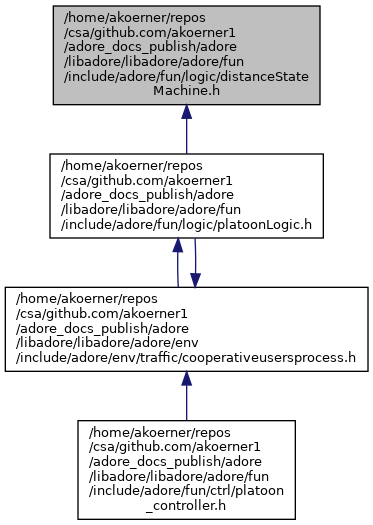 /home/akoerner/repos
/csa/github.com/akoerner1
/adore_docs_publish/adore
/libadore/libadore/adore/fun
/include/adore/fun/logic/distanceState
Machine.h
/home/akoerner/repos
/csa/github.com/akoerner1
/adore_docs_publish/adore
/libadore/libadore/adore/fun
/include/adore/fun/logic/platoonLogic.h
/home/akoerner/repos
/csa/github.com/akoerner1
/adore_docs_publish/adore
/libadore/libadore/adore/env
/include/adore/env/traffic/cooperativeusersprocess.h
/home/akoerner/repos
/csa/github.com/akoerner1
/adore_docs_publish/adore
/libadore/libadore/adore/fun
/include/adore/fun/ctrl/platoon
_controller.h